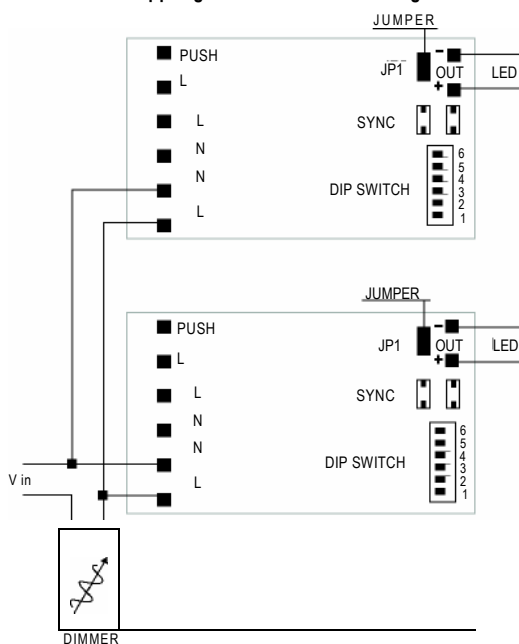 JUMPER
PUSH
L
JP1
OUT
LED
-
+
L
SYNC
N
N
DIP SWITCH
L
6
5
4
3
2
1
JUMPER
PUSH
L
JP1
OUT
LED
-
+
L
SYNC
N
N
DIP SWITCH
L
6
5
4
3
2
1
V in
DIMMER